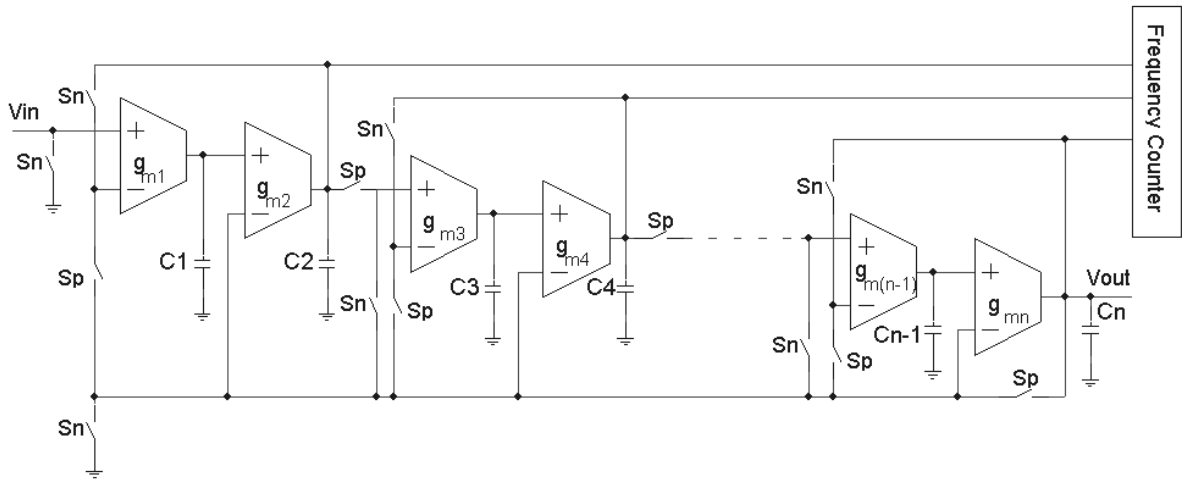 Frequency Counter
Sn
Vin
+
g m1
−
Sn
+
g m2
−
Sp
Sn
+
g m3
−
+
g m4
−
Sp
Sn
+
g m(n-1)
−
+
g mn
−
Vout
Sp
C1
C2
Sn
Sp
C3
C4
Sn
Sp
Cn-1
Cn
Sp
Sn